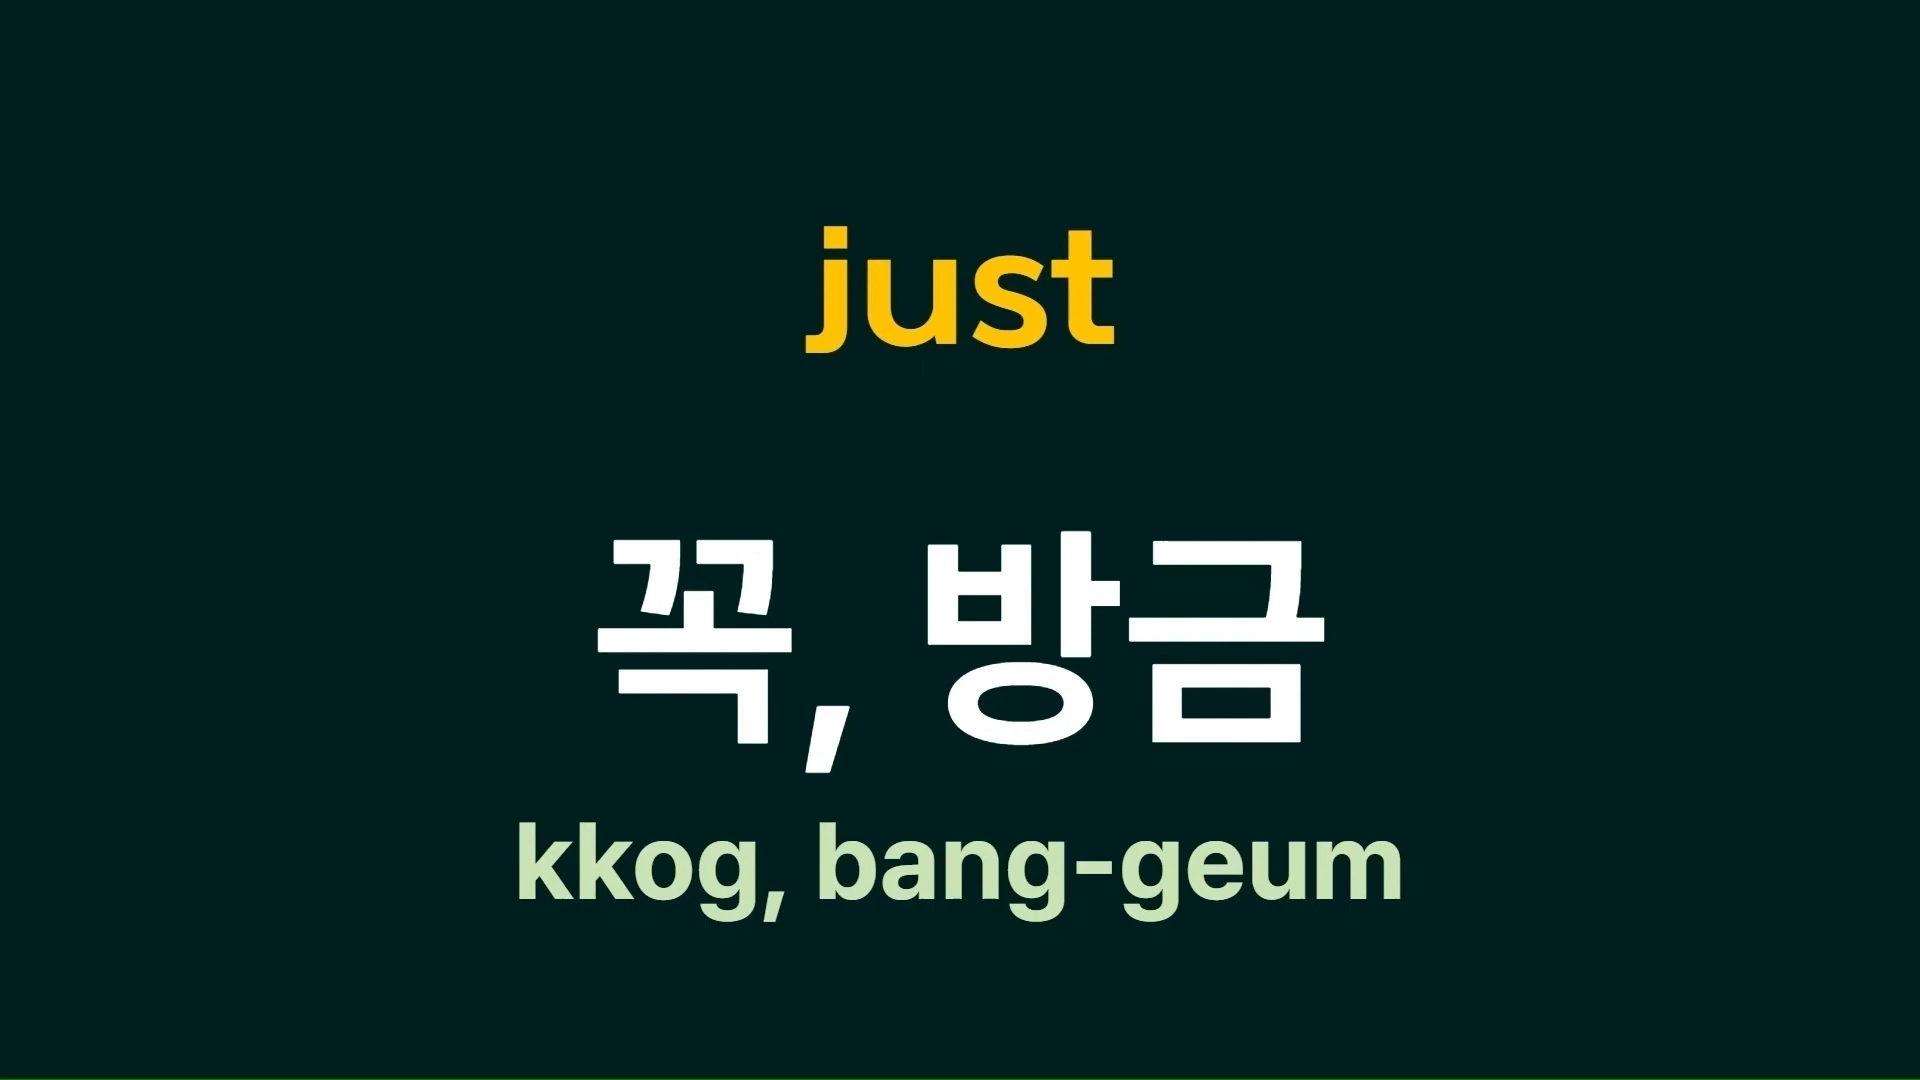 just
꼭, 방금
kkog, bang-geum